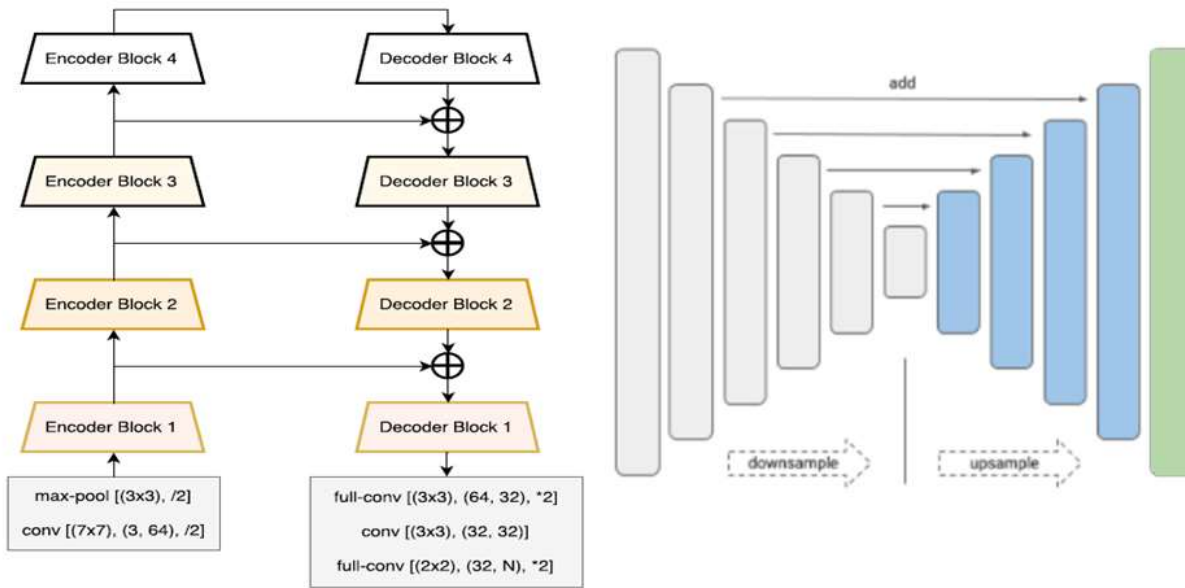 Encoder Block 4
Decoder Block 4
Encoder Block 3
Decoder Block 3
Encoder Block 2
Decoder Block 2
Encoder Block 1
Decoder Block 1
max-pool [(3x3), /2]
conv [(7x7), (3, 64), /2]
full-conv [(3x3), (64, 32), *2]
conv [(3x3), (32, 32)]
full-conv [(2x2), (32, N), *2]
add
downsample
upsample